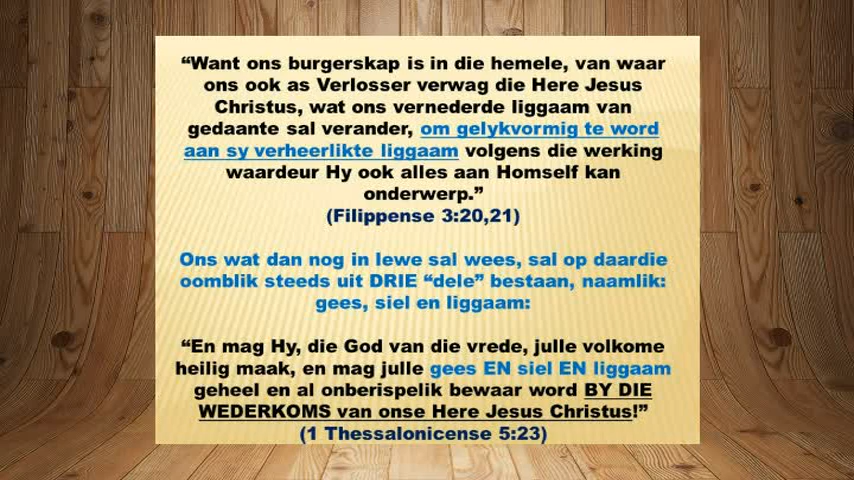 “Want ons burgerskap is in die hemele, van waar
ons ook as Verlosser verwag die Here Jesus
Christus, wat ons vernederde liggaam van
gedaante sal verander, om gelykvormig te word
aan sy verheerlikte liggaam volgens die werking
waardeur Hy ook alles aan Homself kan
onderwerp.”
(Filippense 3:20,21)
Ons wat dan nog in lewe sal wees, sal op daardie
oomblik steeds uit DRIE “dele” bestaan, naamlik:
gees, siel en liggaam:
“En mag Hy, die God van die vrede, julle volkome
heilig maak, en mag julle gees EN siel EN liggaam
geheel en al onberispelik bewaar word BY DIE
WEDERKOMS van onse Here Jesus Christus!”
(1 Thessalonicense 5:23)